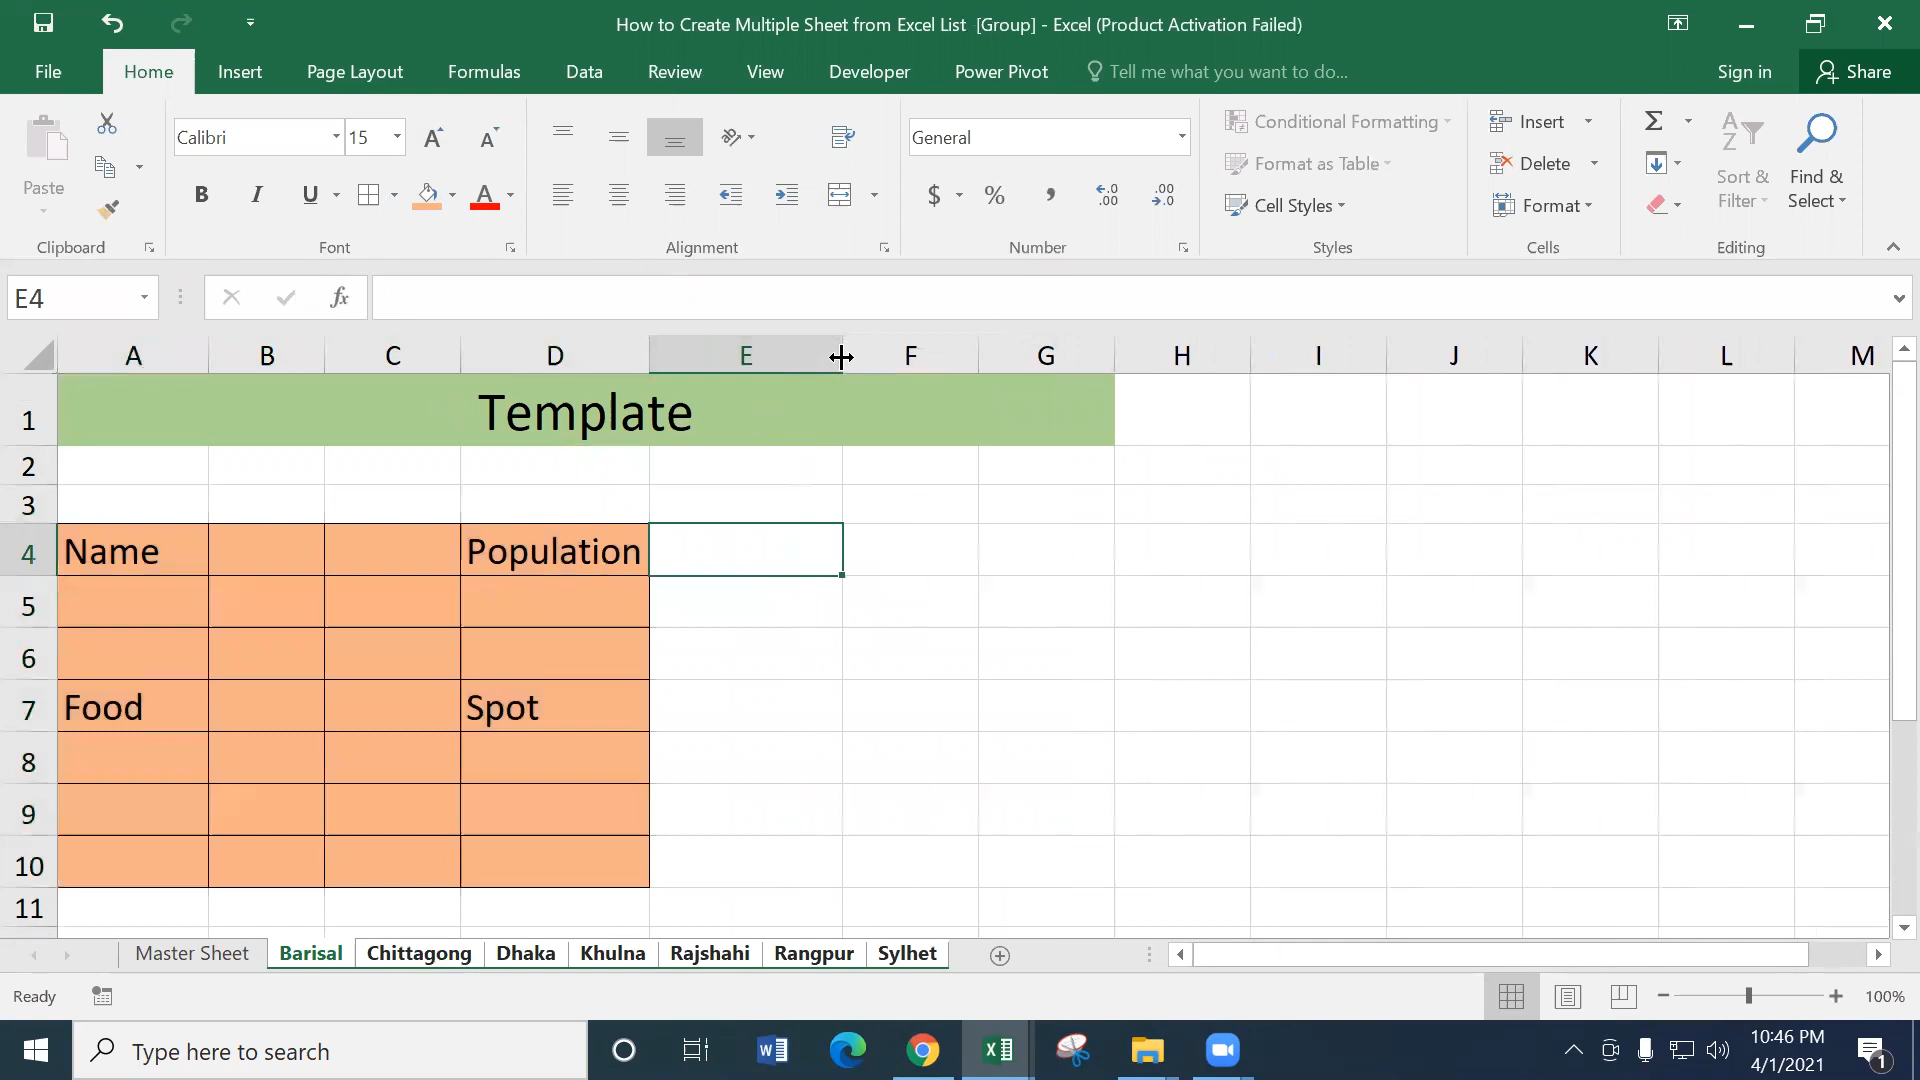 How to Create Multiple Sheet from Excel List [Group] - Excel (Product Activation Failed)
File Home Insert Page Layout Formulas Data Review View Developer Power Pivot Tell me what you want to do... Sign in Share
Paste
Clipboard
Calibri 15
B I U A
Font
Alignment
General
$ % ,
Number
Conditional Formatting
Format as Table
Cell Styles
Styles
Insert
Delete
Format
Cells
Sort & Filter
Find & Select
Editing
E4 fx
A B C D E F G H I J K L M
1 Template
2
3
4 Name Population
5
6
7 Food Spot
8
9
10
11
Master Sheet Barisal Chittagong Dhaka Khulna Rajshahi Rangpur Sylhet
Ready 100%
Type here to search
10:46 PM
4/1/2021
1